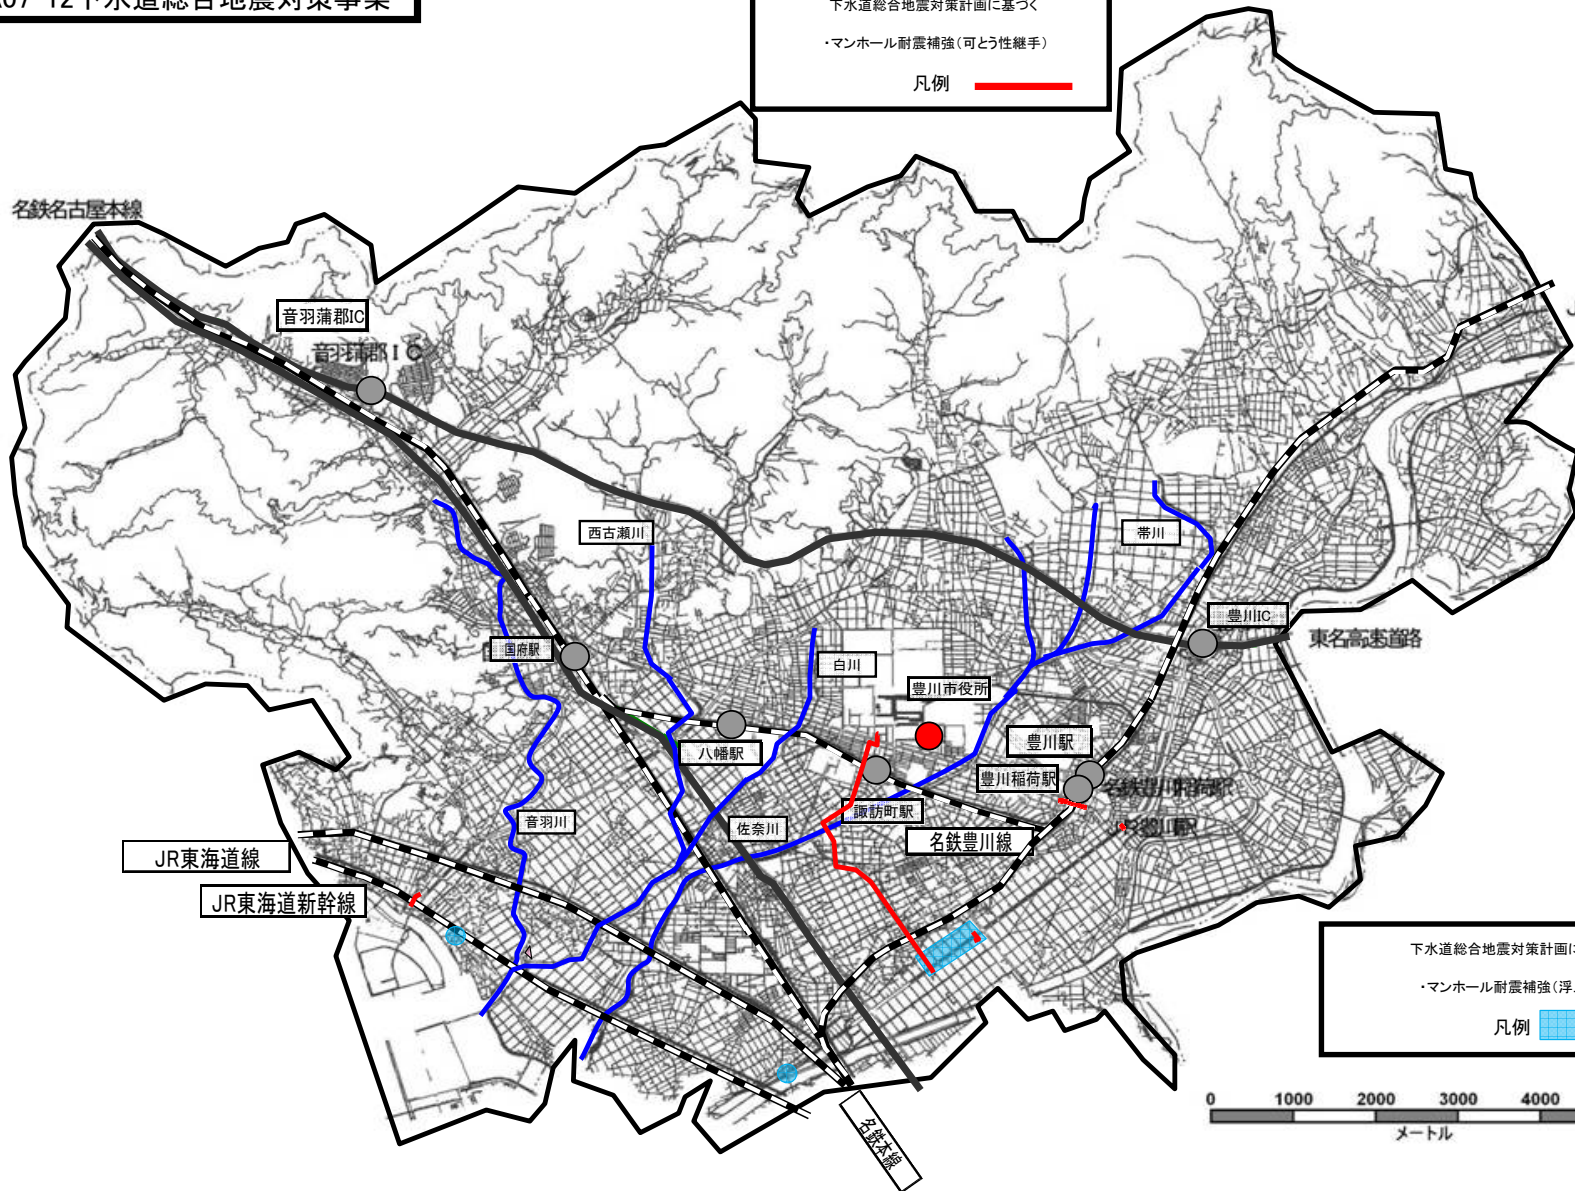 07-12下水道総合地震対策事業
下水道総合地震対策計画に基づく
・マンホール耐震補強(可とう性継手)
凡例
名鉄名古屋本線
音羽蒲郡IC
音羽蒲郡IC
西古瀬川
帯川
豊川IC
東名高速道路
国府駅
白川
豊川市役所
八幡駅
豊川駅
豊川稲荷駅
名鉄豊川稲荷駅
JR豊川駅
諏訪町駅
音羽川
佐奈川
名鉄豊川線
JR東海道線
JR東海道新幹線
下水道総合地震対策計画に
・マンホール耐震補強(浮
凡例
0 1000 2000 3000 4000
メートル
名鉄本線